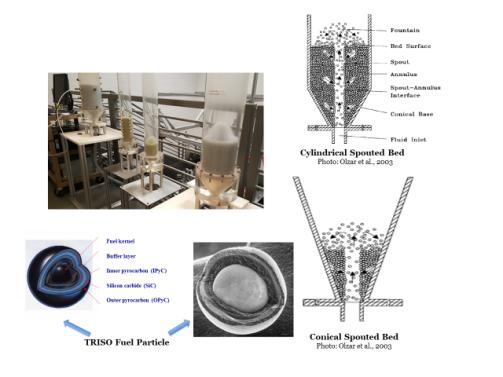 Fountain
Bed Surface
Spout
Annulus
Spout-Annulus
Interface
Conical Base
Fluid Inlet
Cylindrical Spouted Bed
Photo: Olzar et al., 2003
Fuel kernel
Buffer layer
Inner pyrocarbon (IPyC)
Silicon carbide (SiC)
Outer pyrocarbon (OPyC)
TRISO Fuel Particle
Conical Spouted Bed
Photo: Olzar et al., 2003